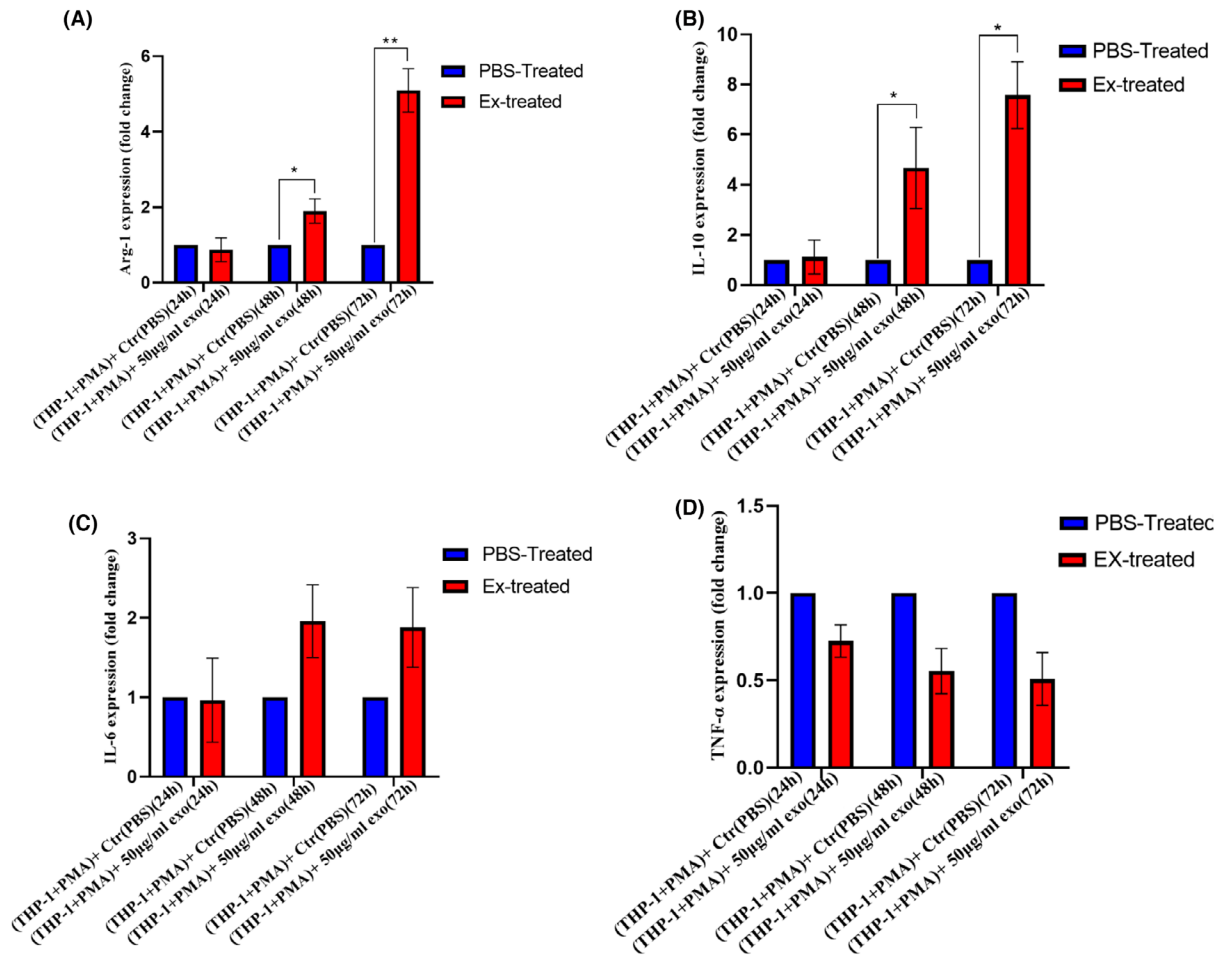 (A)
**
*
6
4
2
0
Arg-1 expression (fold change)
PBS-Treated
Ex-treated
(THP-1+PMA)+ Ctr(PBS)(24h)
(THP-1+PMA)+ 50µg/ml exo(24h)
(THP-1+PMA)+ Ctr(PBS)(48h)
(THP-1+PMA)+ 50µg/ml exo(48h)
(THP-1+PMA)+ Ctr(PBS)(72h)
(THP-1+PMA)+ 50µg/ml exo(72h)
(B)
*
*
10
8
6
4
2
0
IL-10 expression (fold change)
PBS-Treated
Ex-treated
(THP-1+PMA)+ Ctr(PBS)(24h)
(THP-1+PMA)+ 50µg/ml exo(24h)
(THP-1+PMA)+ Ctr(PBS)(48h)
(THP-1+PMA)+ 50µg/ml exo(48h)
(THP-1+PMA)+ Ctr(PBS)(72h)
(THP-1+PMA)+ 50µg/ml exo(72h)
(C)
3
2
1
0
IL-6 expression (fold change)
PBS-Treated
Ex-treated
(THP-1+PMA)+ Ctr(PBS)(24h)
(THP-1+PMA)+ 50µg/ml exo(24h)
(THP-1+PMA)+ Ctr(PBS)(48h)
(THP-1+PMA)+ 50µg/ml exo(48h)
(THP-1+PMA)+ Ctr(PBS)(72h)
(THP-1+PMA)+ 50µg/ml exo(72h)
(D)
1.5
1.0
0.5
0.0
TNF-α expression (fold change)
PBS-Treatec
EX-treated
(THP-1+PMA)+ Ctr(PBS)(24h)
(THP-1+PMA)+ 50µg/ml exo(24h)
(THP-1+PMA)+ Ctr(PBS)(48h)
(THP-1+PMA)+ 50µg/ml exo(48h)
(THP-1+PMA)+ Ctr(PBS)(72h)
(THP-1+PMA)+ 50µg/ml exo(72h)